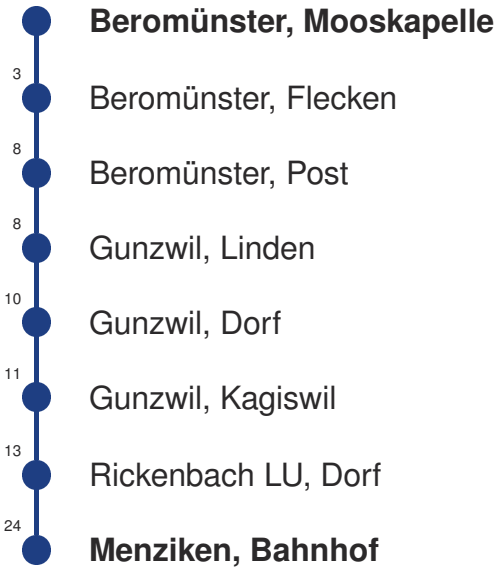 Beromünster, Mooskapelle
3
Beromünster, Flecken
8
Beromünster, Post
8
Gunzwil, Linden
10
Gunzwil, Dorf
11
Gunzwil, Kagiswil
13
Rickenbach LU, Dorf
24
Menziken, Bahnhof